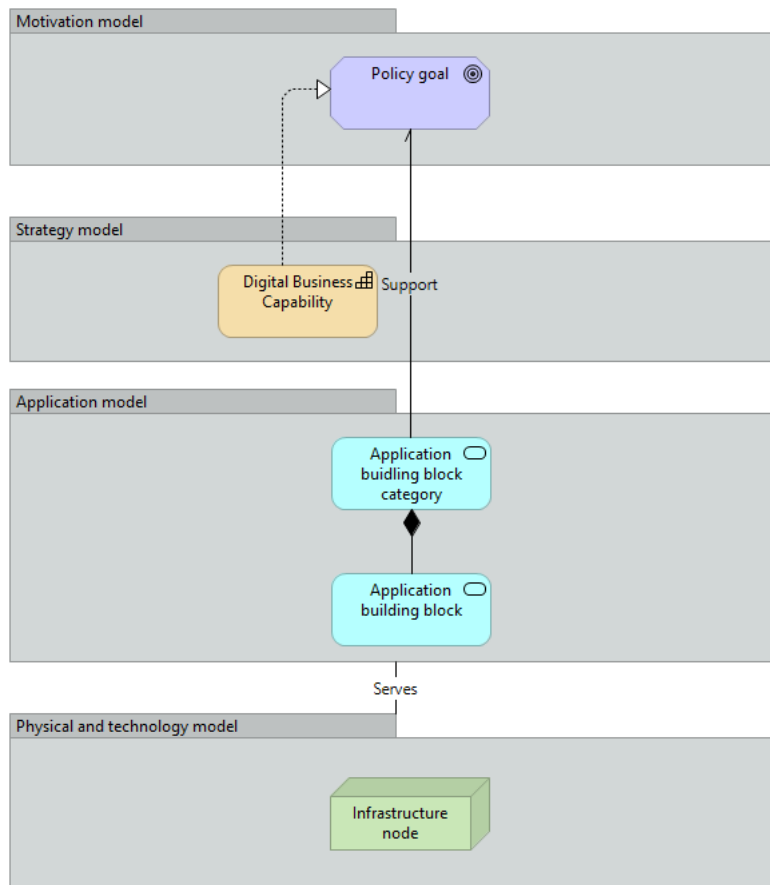 Motivation model
Policy goal
Strategy model
Digital Business
Capability
Support
Application model
Application
buidling block
category
Application
building block
Serves
Physical and technology model
Infrastructure
node